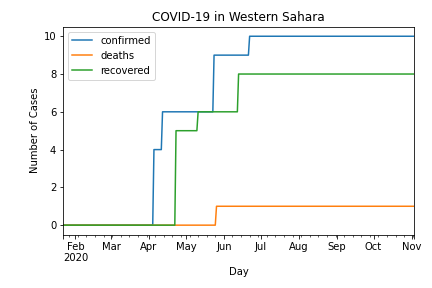 COVID-19 in Western Sahara
confirmed
deaths
recovered
Number of Cases
10
8
6
4
2
0
Feb Mar Apr May Jun Jul Aug Sep Oct Nov
2020
Day